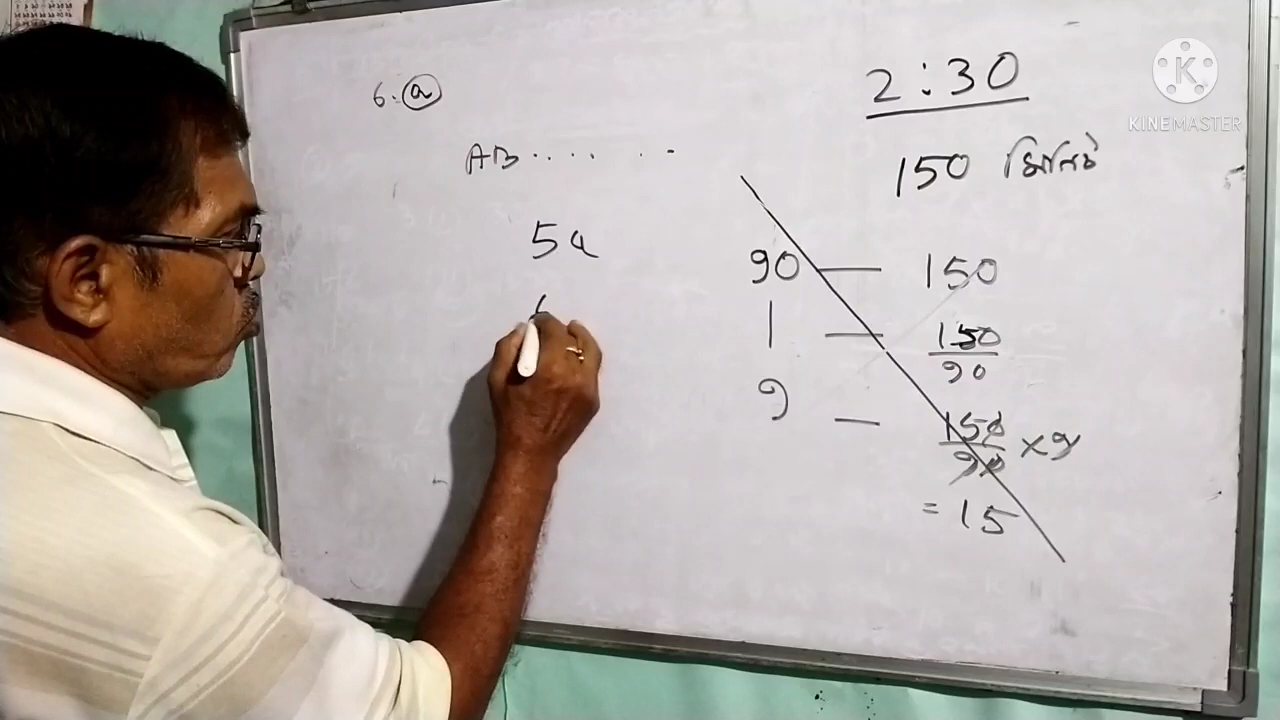 6. (a)
AB..... . -
5a
2:30
150 মিনিটে
90 — 150
1 — 150/90
9 — 150/90 × 9
= 15
K
KINEMASTER